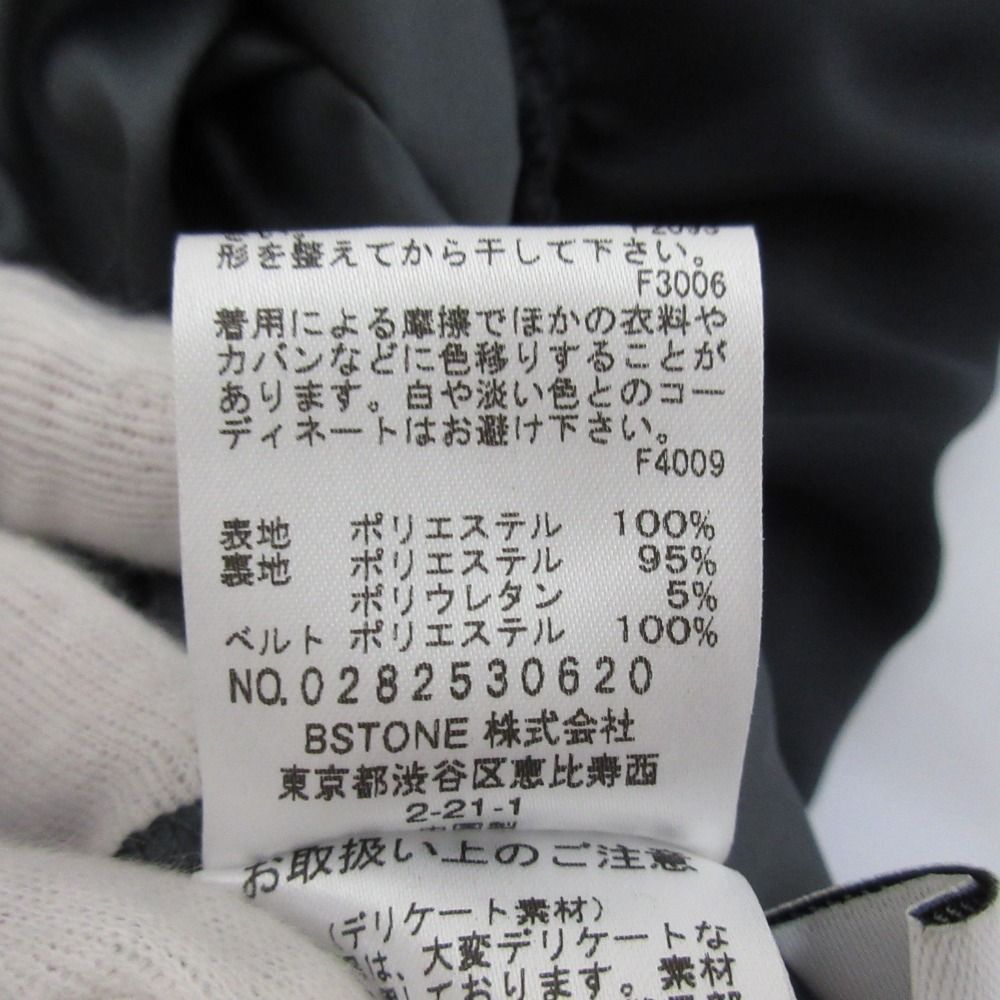 形を整えてから干して下さい。
F3006
着用による摩擦でほかの衣料や
カバンなどに色移りすることが
あります。白や淡い色とのコー
ディネートはお避け下さい。
F4009
表地 ポリエステル 100%
裏地 ポリエステル 95%
ポリウレタン 5%
ベルト ポリエステル 100%
NO.0282530620
BSTONE 株式会社
東京都渋谷区恵比寿西
2-21-1
お取扱い上のご注意
(デリケート素材)
は、大変デリケートな
ております。素材